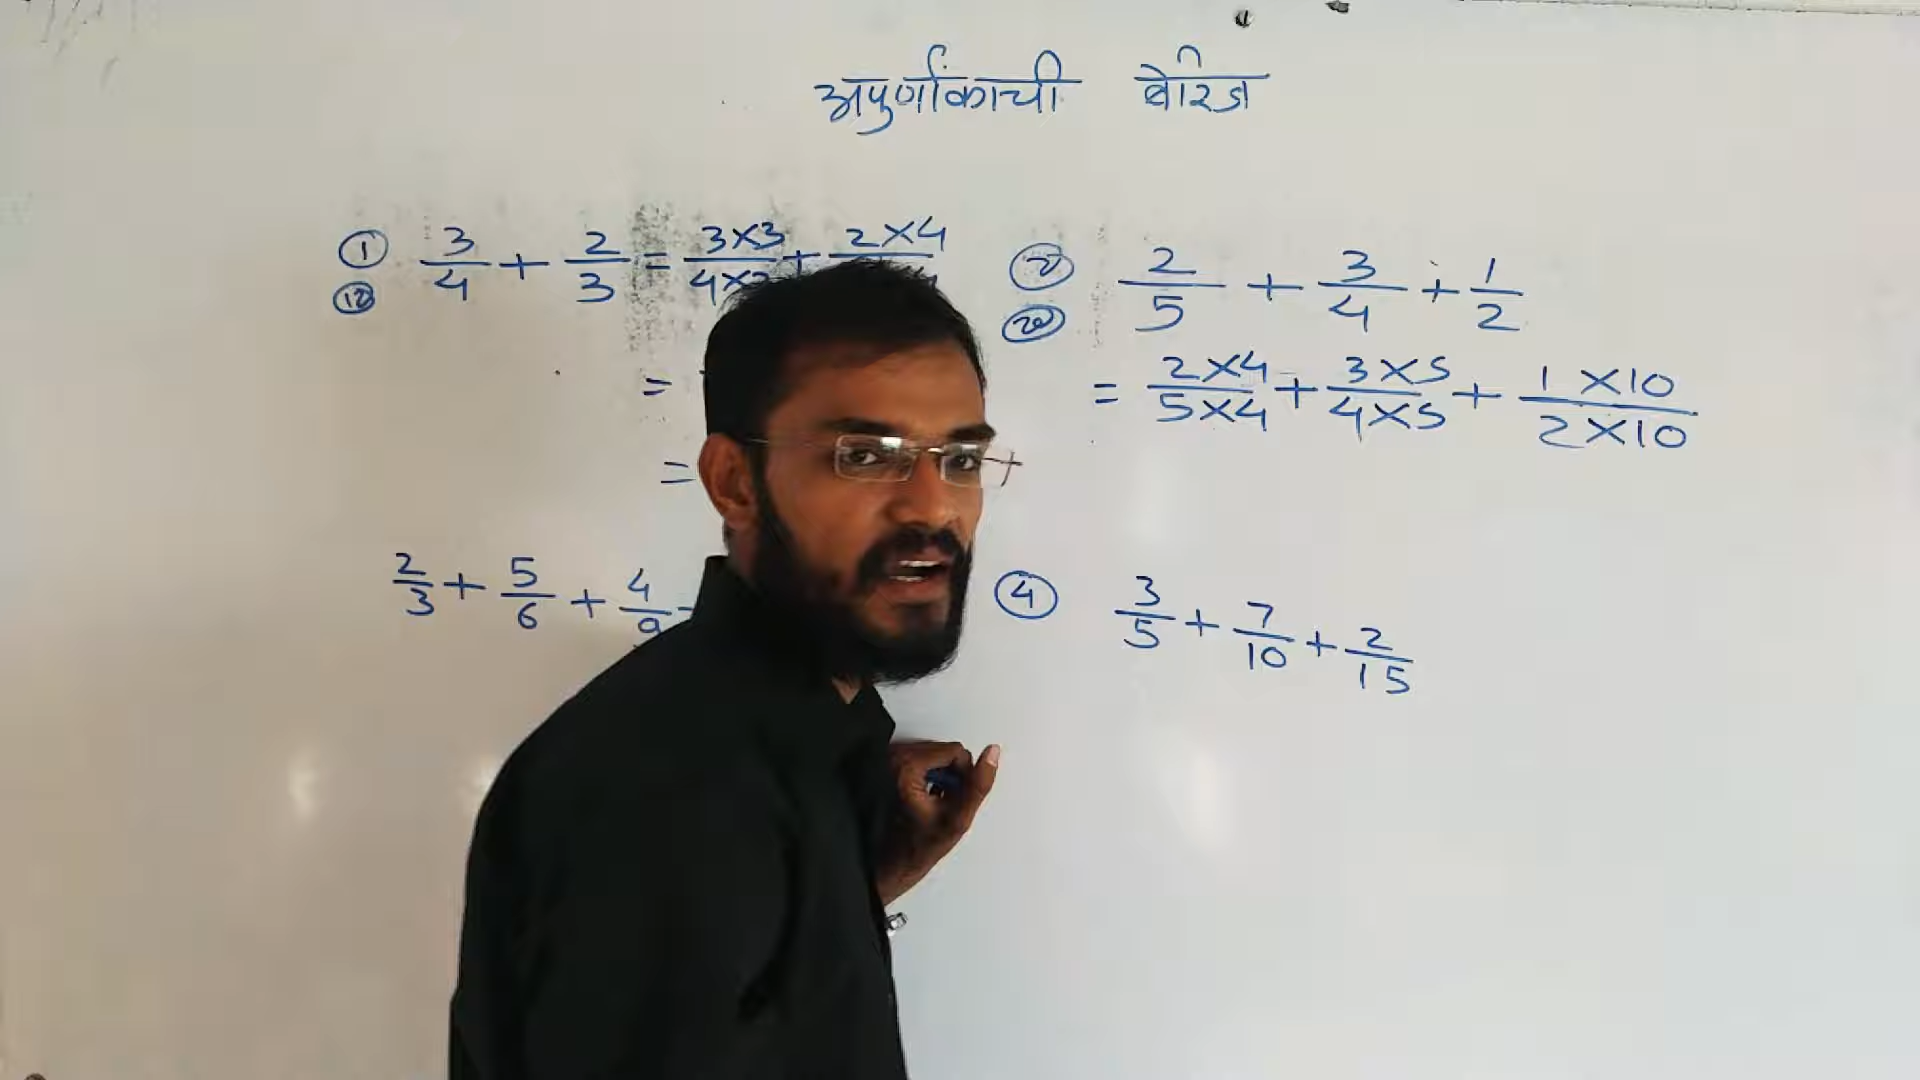 अपुर्णांकाची बेरिज
① 3/4 + 2/3 = 3×3/4× + 2×4/
⑫
=
=
② 2/5 + 3/4 + 1/2
⑳
= 2×4/5×4 + 3×5/4×5 + 1×10/2×10
2/3 + 5/6 + 4/9
④ 3/5 + 7/10 + 2/15